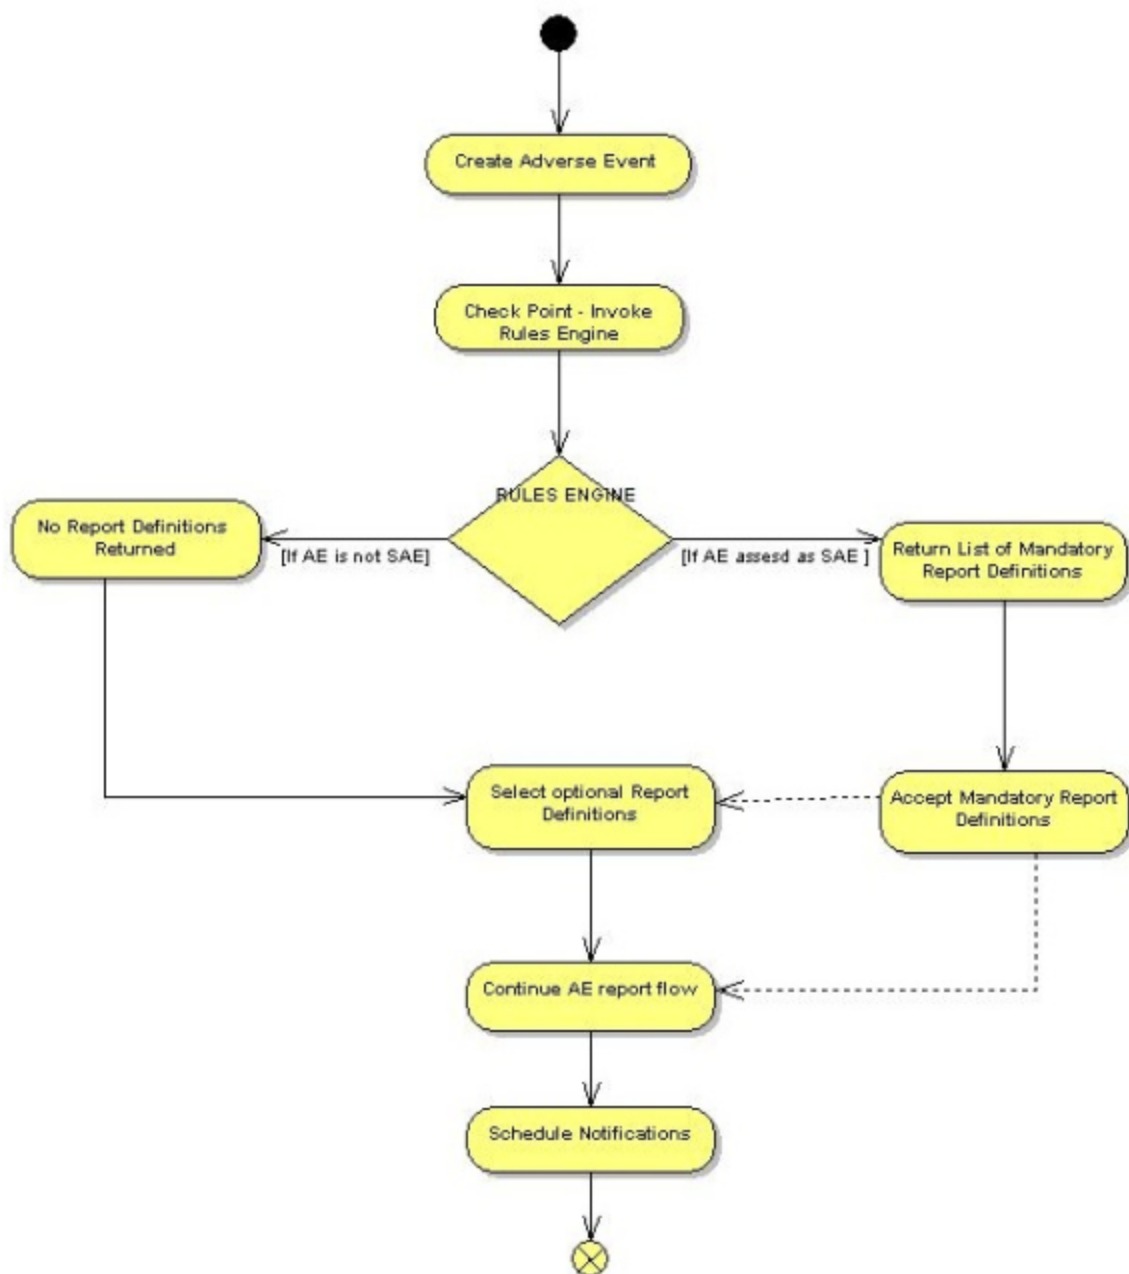 Create Adverse Event
Check Point - Invoke
Rules Engine
RULES ENGINE
No Report Definitions
Returned
[If AE is not SAE]
[If AE assesd as SAE ]
Return List of Mandatory
Report Definitions
Select optional Report
Definitions
Accept Mandatory Report
Definitions
Continue AE report flow
Schedule Notifications